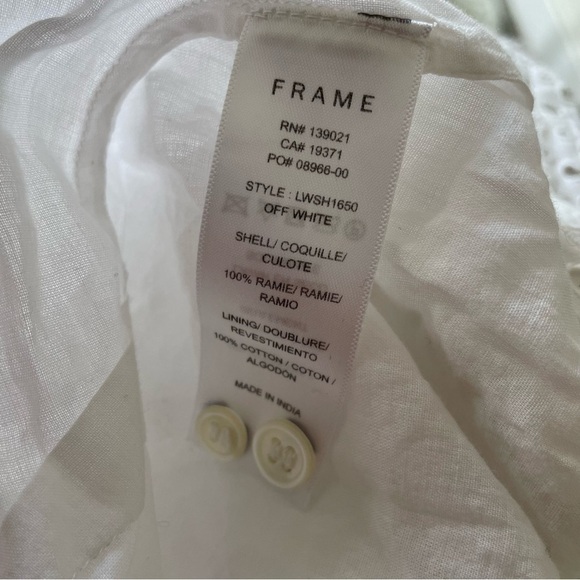 FRAME
RN# 139021
CA# 19371
PO# 08966-00
STYLE : LWSH1650
OFF WHITE
SHELL/ COQUILLE/
CULOTE
100% RAMIE/ RAMIE/
RAMIO
LINING/ DOUBLURE/
REVESTIMIENTO
100% COTTON / COTON /
ALGODÓN
MADE IN INDIA